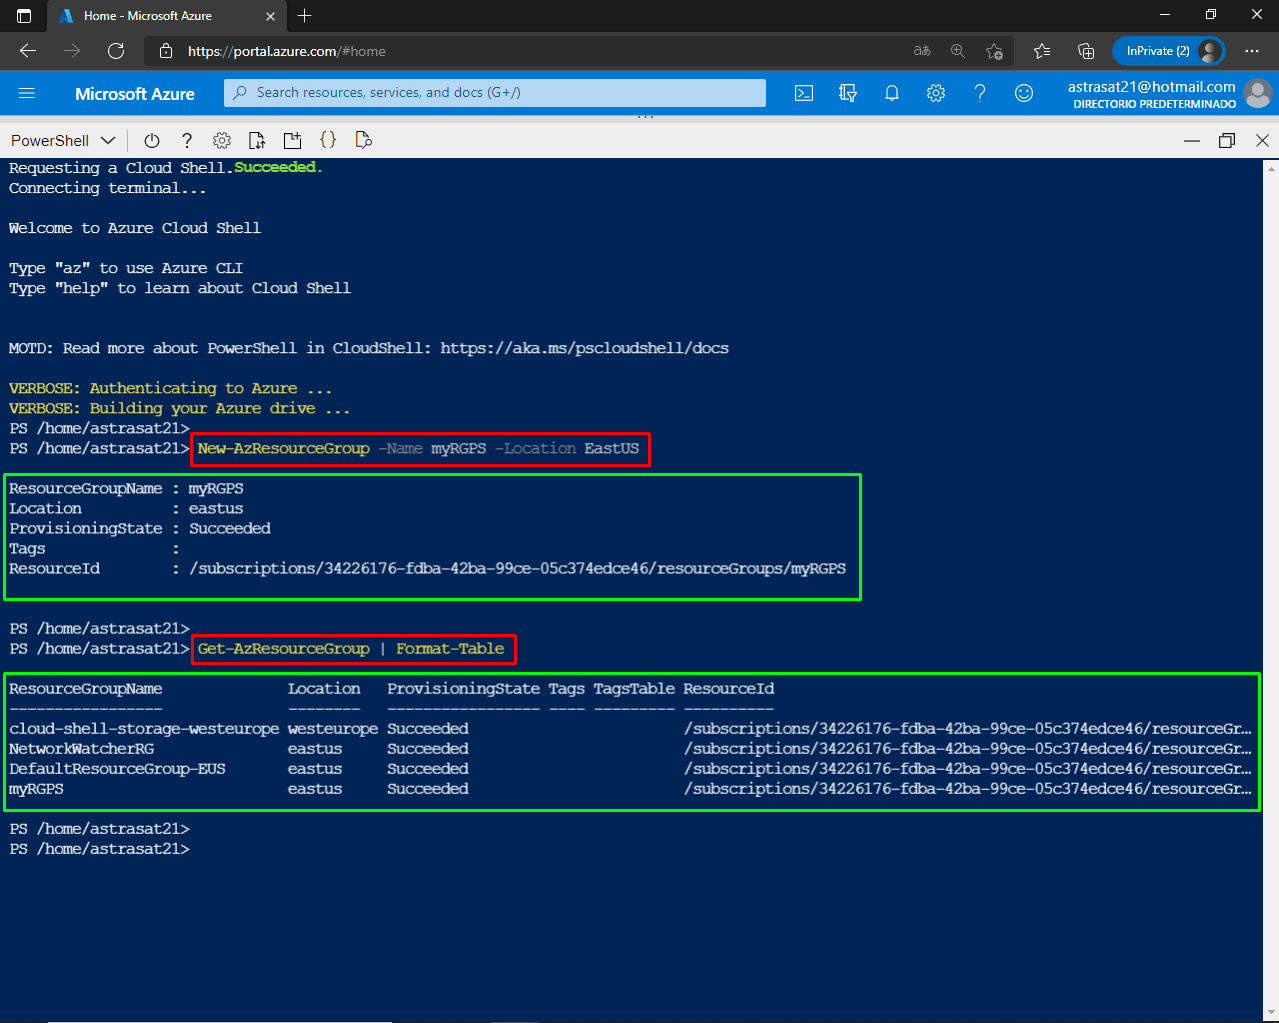 Home - Microsoft Azure
https://portal.azure.com/#home
InPrivate (2)
Microsoft Azure
Search resources, services, and docs (G+/)
astrasat21@hotmail.com
DIRECTORIO PREDETERMINADO
PowerShell
Requesting a Cloud Shell.Succeeded.
Connecting terminal...
Welcome to Azure Cloud Shell
Type "az" to use Azure CLI
Type "help" to learn about Cloud Shell
MOTD: Read more about PowerShell in CloudShell: https://aka.ms/pscloudshell/docs
VERBOSE: Authenticating to Azure ...
VERBOSE: Building your Azure drive ...
PS /home/astrasat21>
PS /home/astrasat21> New-AzResourceGroup -Name myRGPS -Location EastUS
ResourceGroupName : myRGPS
Location          : eastus
ProvisioningState : Succeeded
Tags              :
ResourceId        : /subscriptions/34226176-fdba-42ba-99ce-05c374edce46/resourceGroups/myRGPS
PS /home/astrasat21>
PS /home/astrasat21> Get-AzResourceGroup | Format-Table
ResourceGroupName              Location   ProvisioningState Tags TagsTable ResourceId
-----------------              --------   ----------------- ---- --------- ----------
cloud-shell-storage-westeurope westeurope Succeeded                        /subscriptions/34226176-fdba-42ba-99ce-05c374edce46/resourceGr…
NetworkWatcherRG               eastus     Succeeded                        /subscriptions/34226176-fdba-42ba-99ce-05c374edce46/resourceGr…
DefaultResourceGroup-EUS       eastus     Succeeded                        /subscriptions/34226176-fdba-42ba-99ce-05c374edce46/resourceGr…
myRGPS                         eastus     Succeeded                        /subscriptions/34226176-fdba-42ba-99ce-05c374edce46/resourceGr…
PS /home/astrasat21>
PS /home/astrasat21>